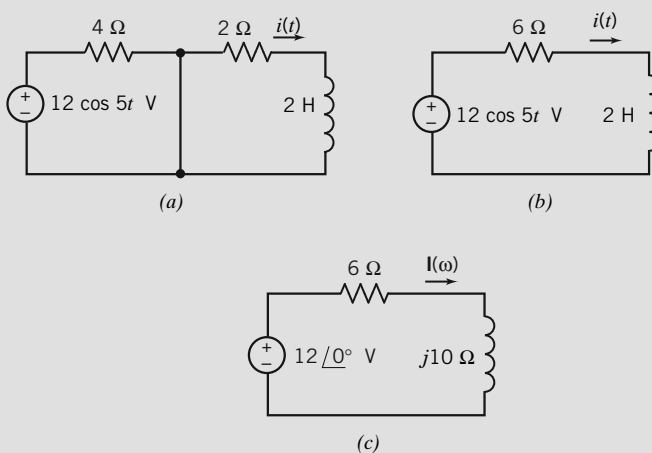 4 Ω
2 Ω
i(t)
+
−
12 cos 5t V
2 H
(a)
6 Ω
i(t)
+
−
12 cos 5t V
2 H
(b)
6 Ω
I(ω)
+
−
12 /0° V
j10 Ω
(c)